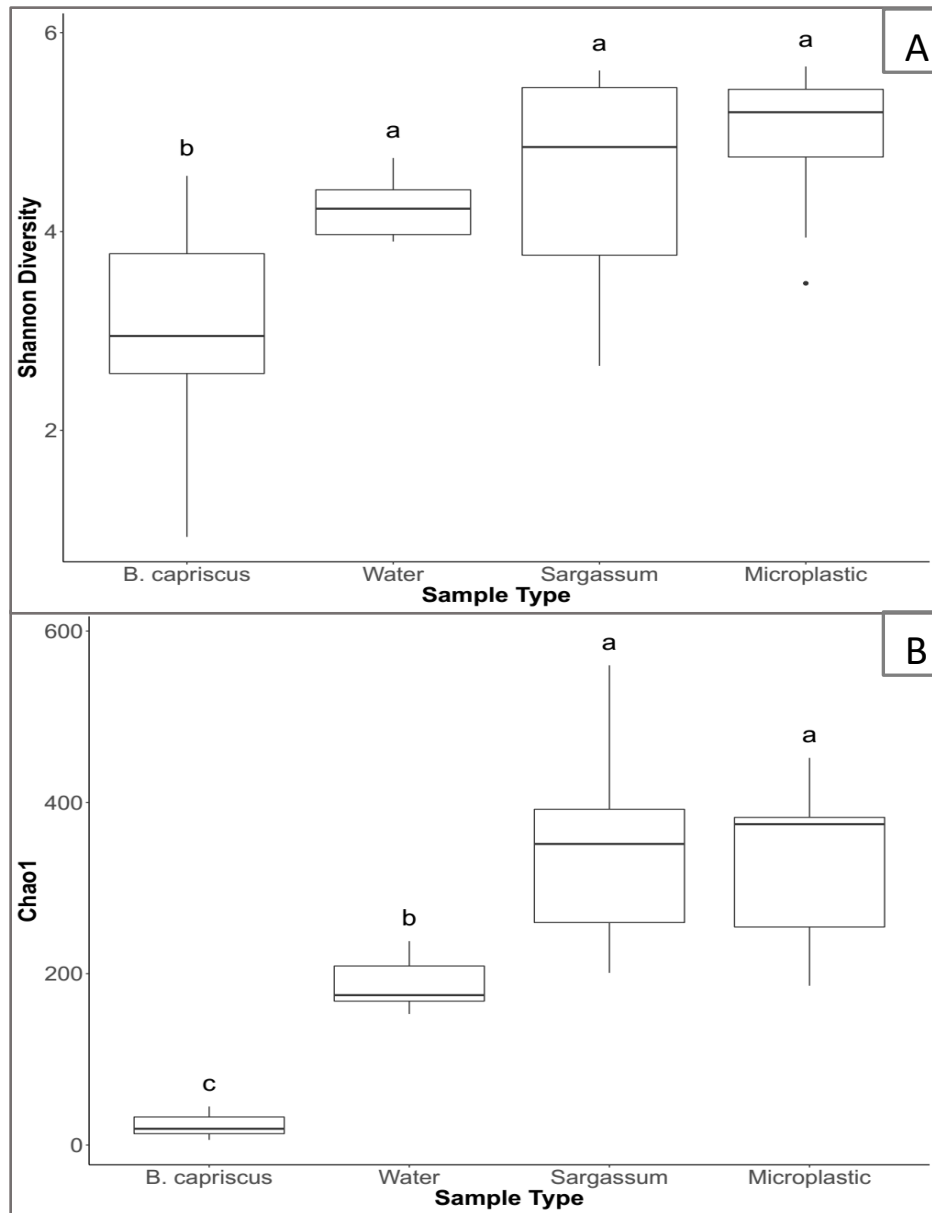 A
6
a
a
a
b
4
2
Shannon Diversity
B. capriscus Water Sargassum Microplastic
Sample Type
B
600
a
a
400
b
200
c
0
Chao1
B. capriscus Water Sargassum Microplastic
Sample Type